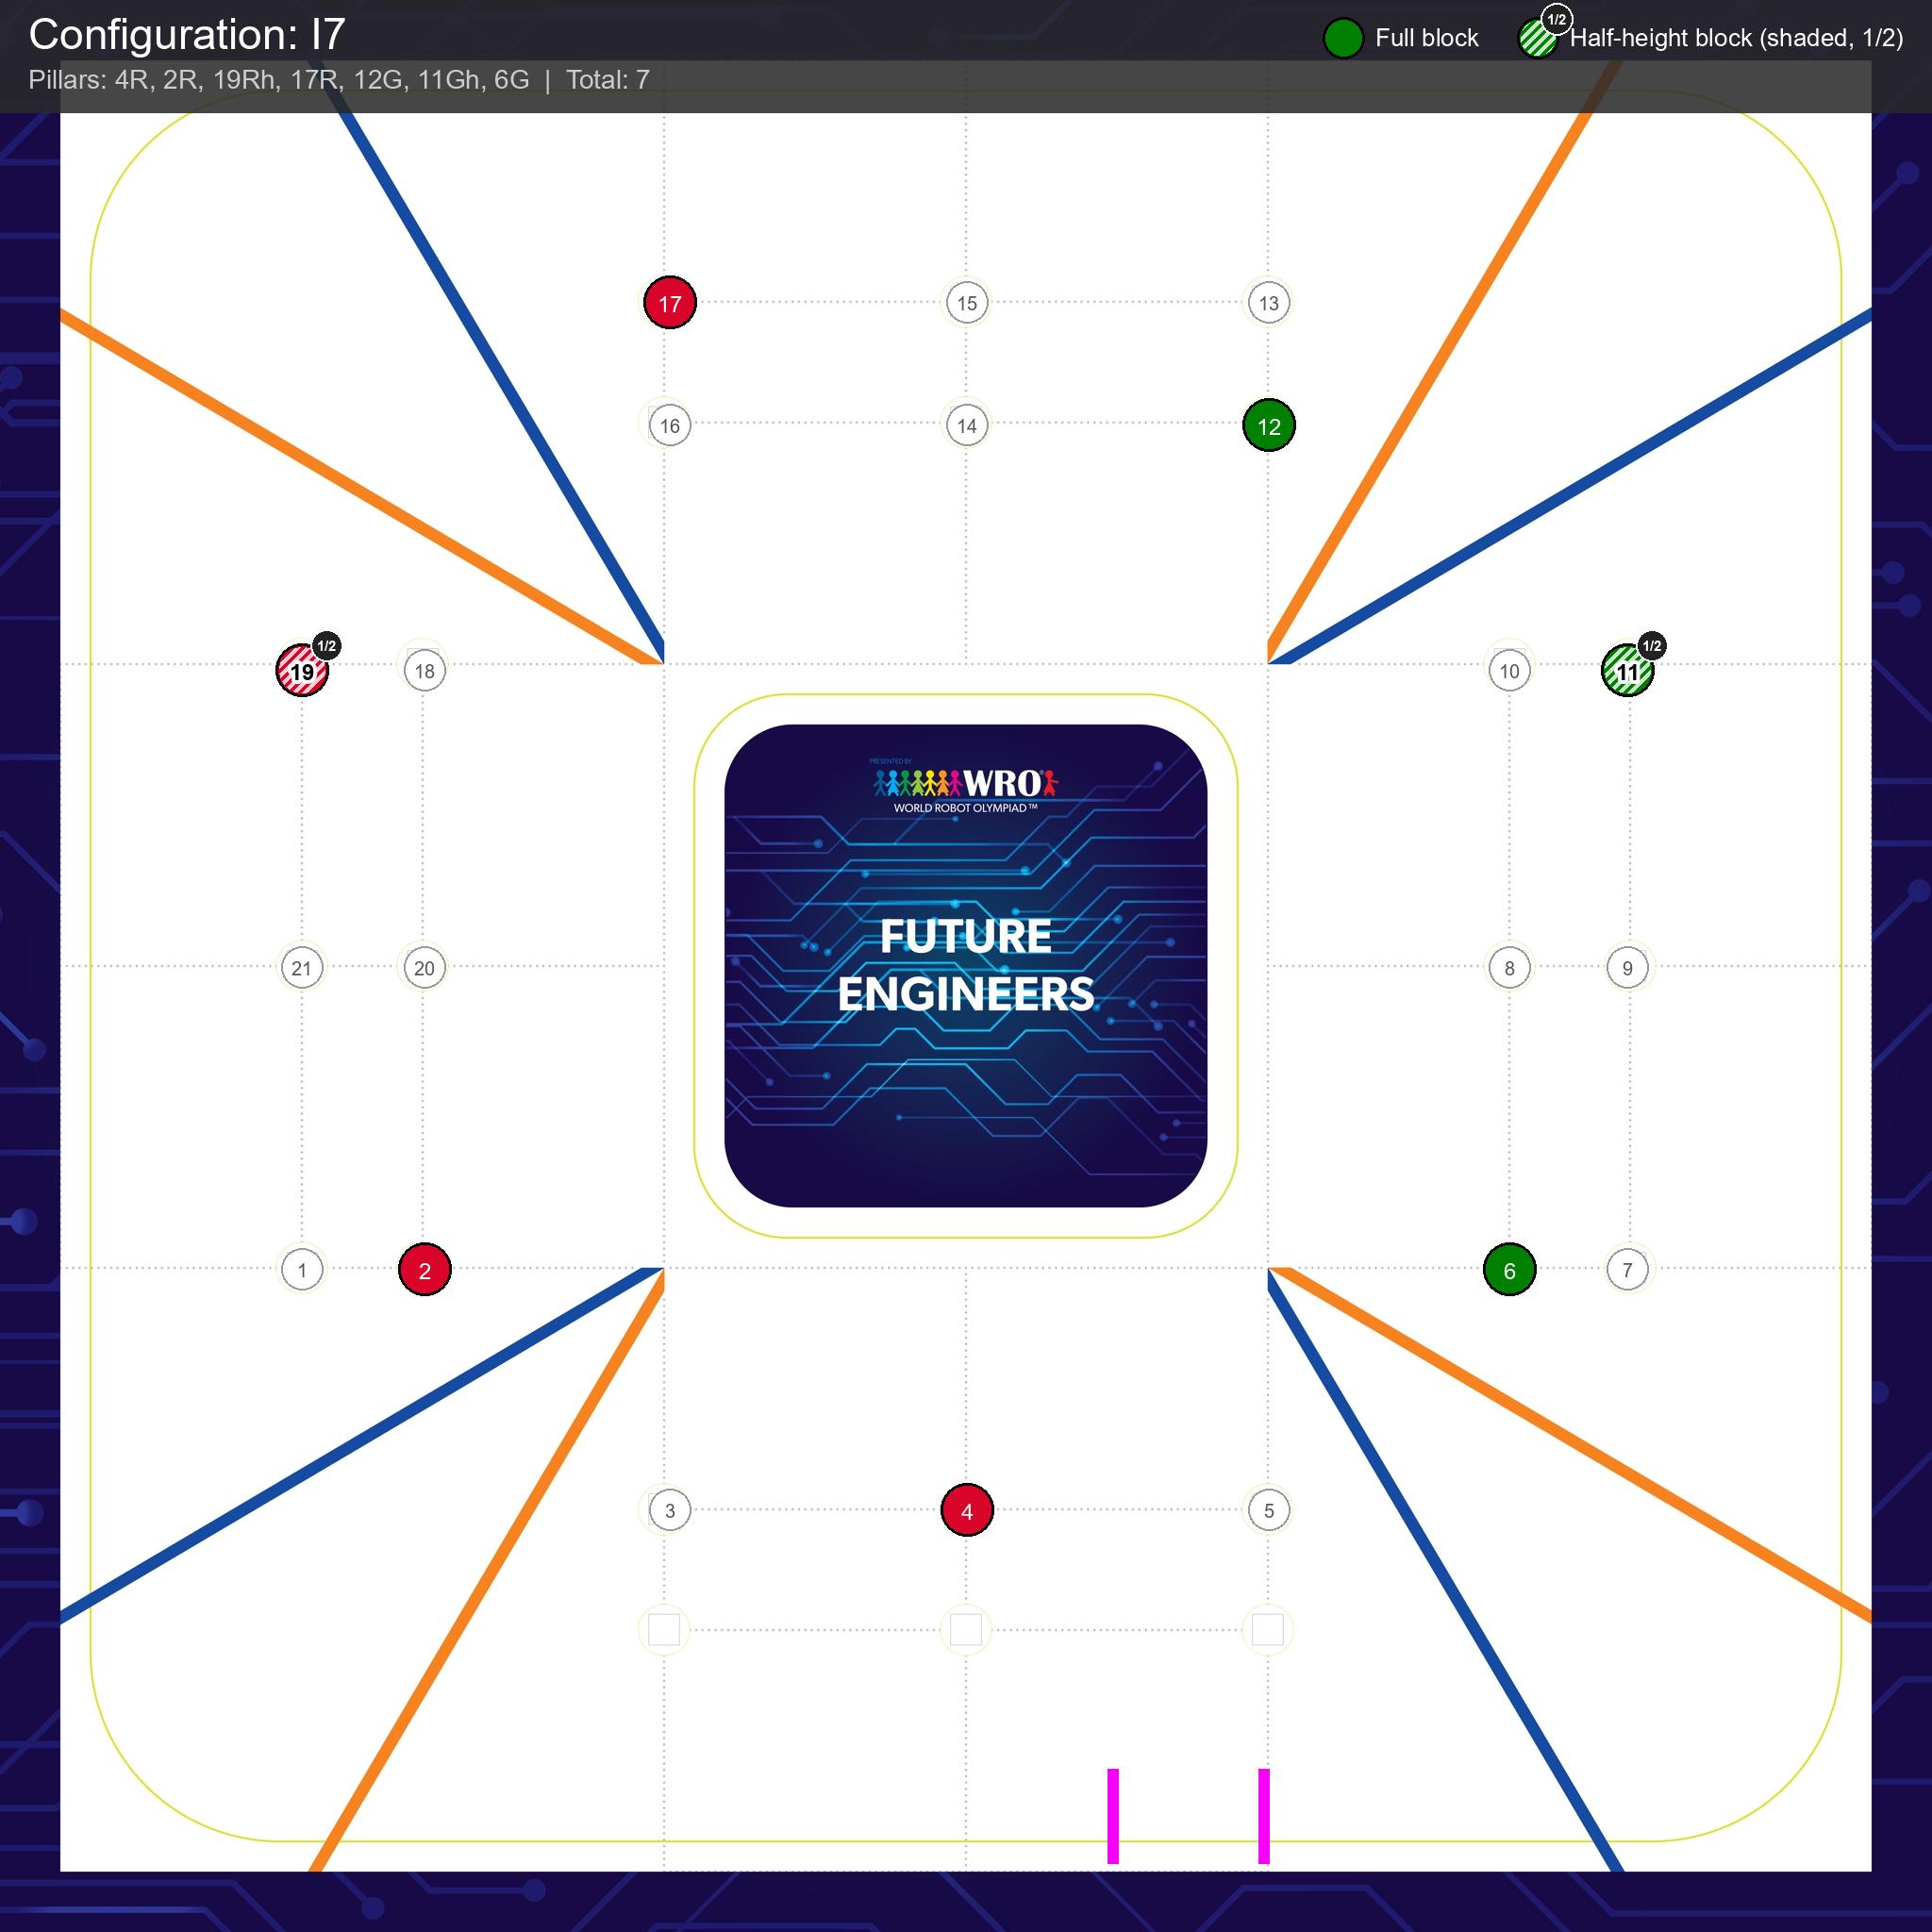 Configuration: I7
Full block
1/2
Half-height block (shaded, 1/2)
Pillars: 4R, 2R, 19Rh, 17R, 12G, 11Gh, 6G | Total: 7
17
15
13
16
14
12
19
1/2
18
10
11
1/2
PRESENTED BY
WRO
WORLD ROBOT OLYMPIAD™
FUTURE
ENGINEERS
21
20
8
9
1
2
6
7
3
4
5